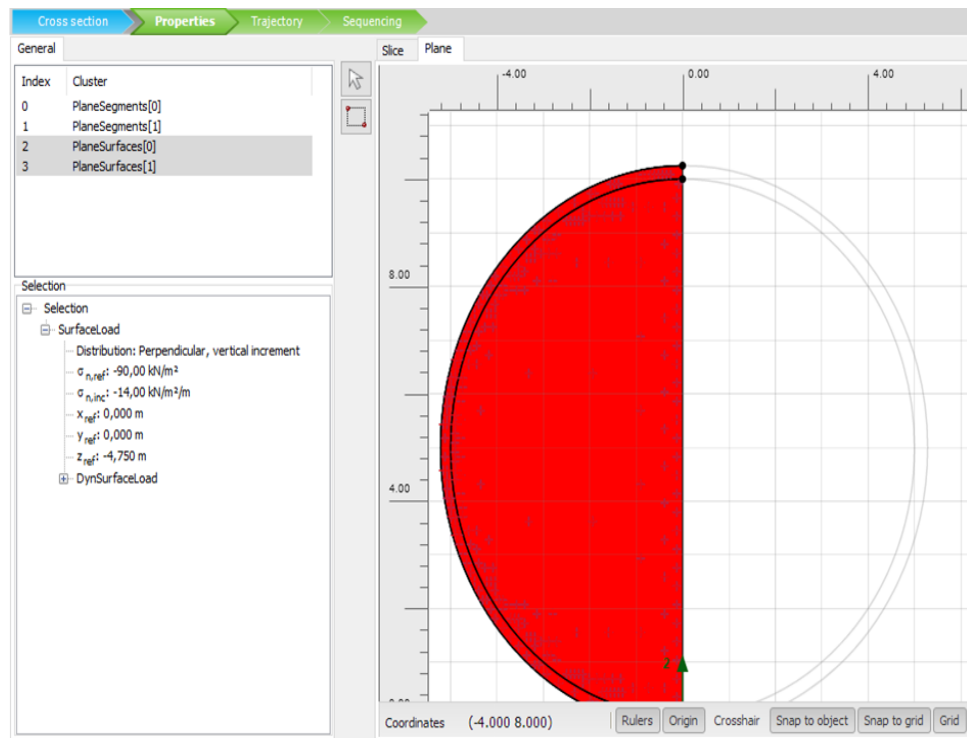 Cross section Properties Trajectory Sequencing
General
Slice Plane
Index Cluster
0 PlaneSegments[0]
1 PlaneSegments[1]
2 PlaneSurfaces[0]
3 PlaneSurfaces[1]
Selection
Selection
SurfaceLoad
Distribution: Perpendicular, vertical increment
σn,ref: -90,00 kN/m²
σn,inc: -14,00 kN/m²/m
xref: 0,000 m
yref: 0,000 m
zref: -4,750 m
DynSurfaceLoad
-4.00 0.00 4.00
8.00
4.00
2
Coordinates (-4.000 8.000) Rulers Origin Crosshair Snap to object Snap to grid Grid